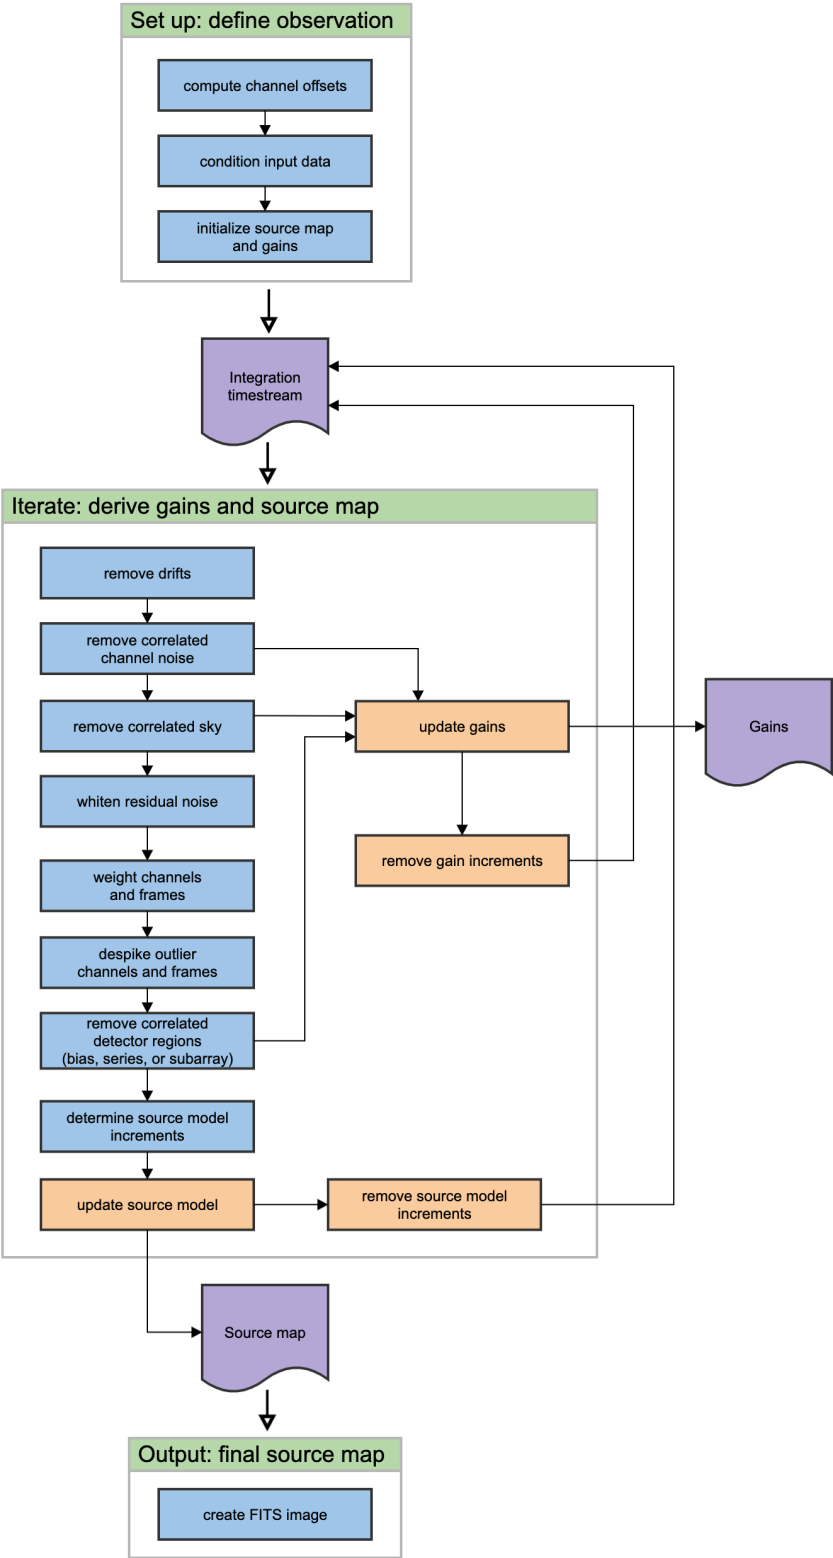 Set up: define observation
compute channel offsets
condition input data
initialize source map
and gains
Integration
timestream
Iterate: derive gains and source map
remove drifts
remove correlated
channel noise
remove correlated sky
update gains
Gains
whiten residual noise
remove gain increments
weight channels
and frames
despike outlier
channels and frames
remove correlated
detector regions
(bias, series, or subarray)
determine source model
increments
update source model
remove source model
increments
Source map
Output: final source map
create FITS image